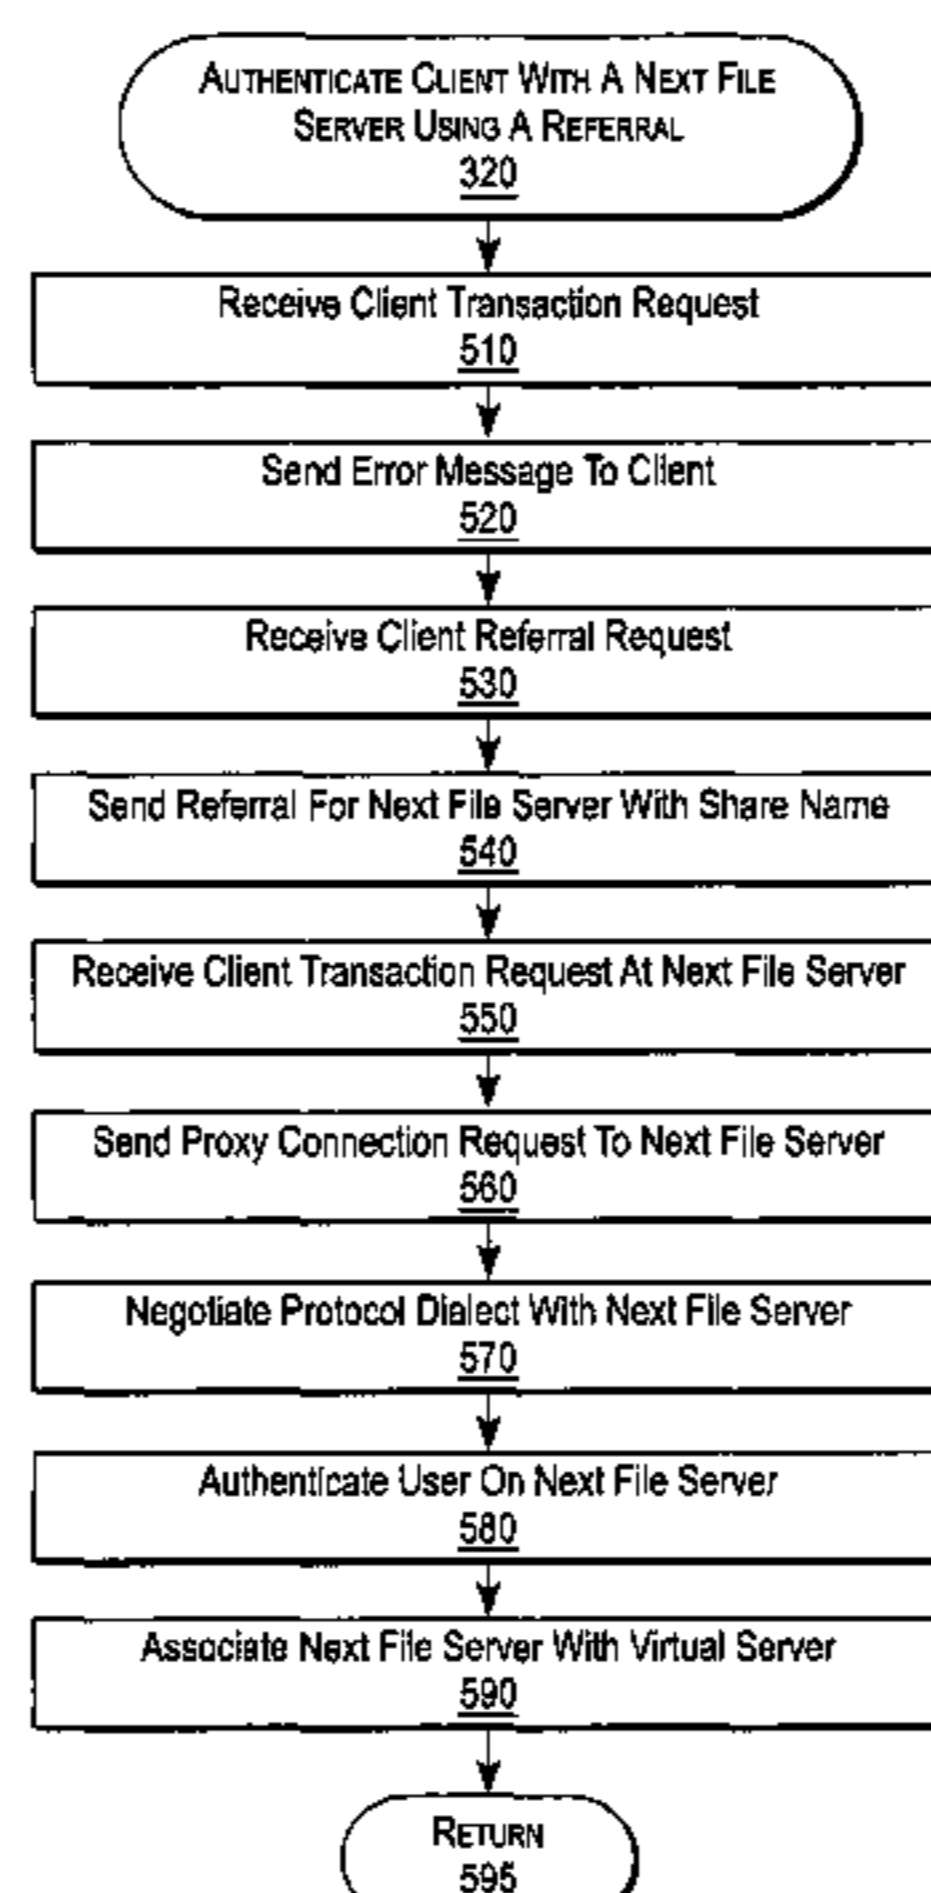 AUTHENTICATE CLIENT WITH A NEXT FILE
SERVER USING A REFERRAL
320
Receive Client Transaction Request
510
Send Error Message To Client
520
Receive Client Referral Request
530
Send Referral For Next File Server With Share Name
540
Receive Client Transaction Request At Next File Server
550
Send Proxy Connection Request To Next File Server
560
Negotiate Protocol Dialect With Next File Server
570
Authenticate User On Next File Server
580
Associate Next File Server With Virtual Server
590
RETURN
595